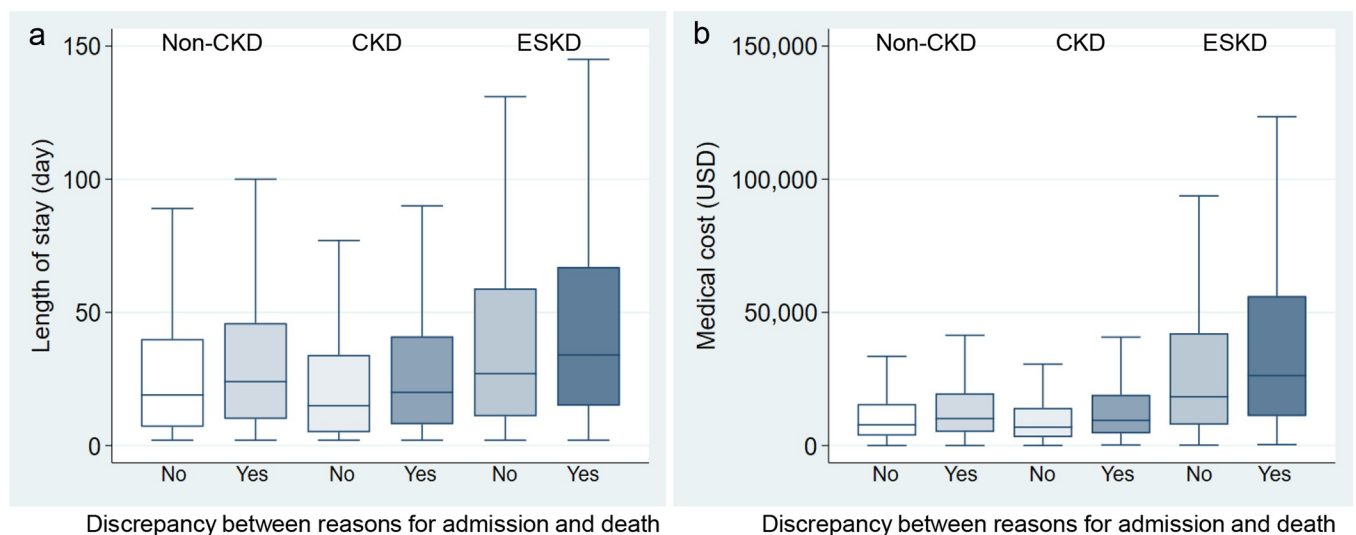 a
Non-CKD CKD ESKD
150
100
50
0
Length of stay (day)
No Yes No Yes No Yes
Discrepancy between reasons for admission and death
b
Non-CKD CKD ESKD
150,000
100,000
50,000
0
Medical cost (USD)
No Yes No Yes No Yes
Discrepancy between reasons for admission and death